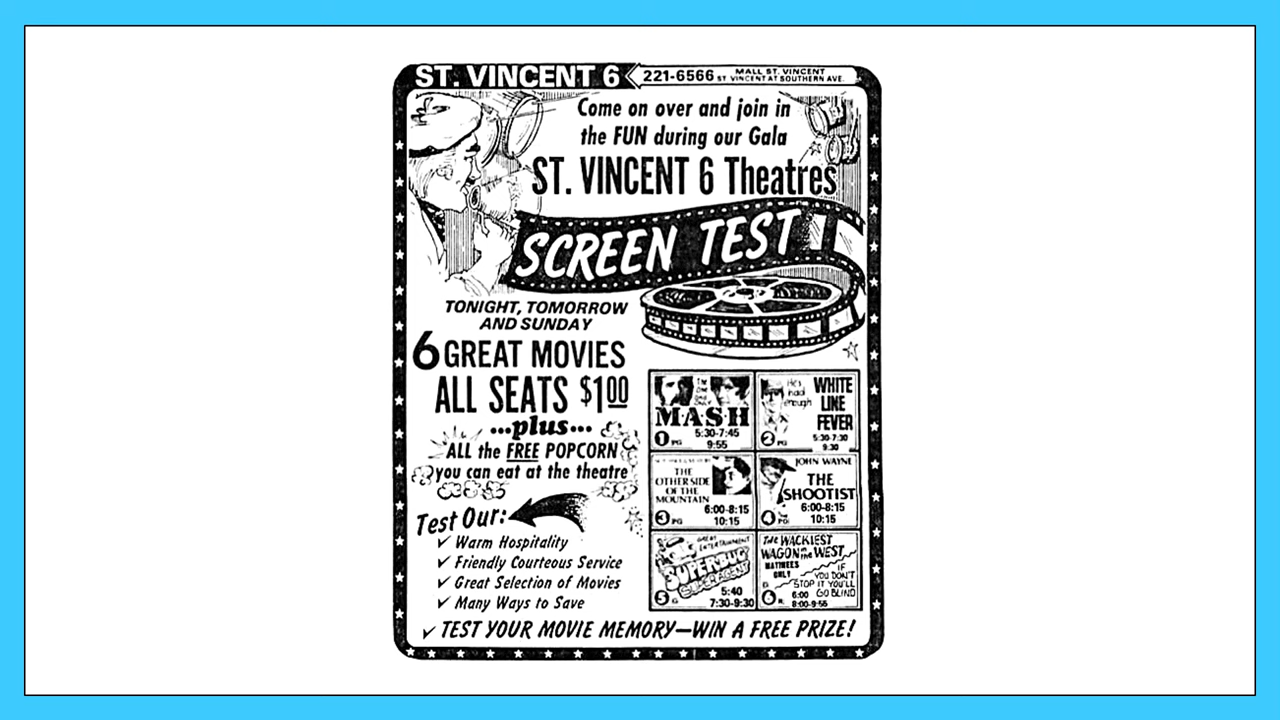 ST. VINCENT 6
221-6566
MALL ST. VINCENT
ST VINCENT AT SOUTHERN AVE.
Come on over and join in
the FUN during our Gala
ST. VINCENT 6 Theatres
SCREEN TEST
TONIGHT, TOMORROW
AND SUNDAY
6 GREAT MOVIES
ALL SEATS $1.00
...plus...
ALL the FREE POPCORN
you can eat at the theatre
Test Our:
✓ Warm Hospitality
✓ Friendly Courteous Service
✓ Great Selection of Movies
✓ Many Ways to Save
M*A*S*H
1 PG
5:30-7:45
9:55
He's
had
enough
WHITE
LINE
FEVER
2 PG
5:30-7:30
9:30
THE
OTHER SIDE
OF THE
MOUNTAIN
3 PG
6:00-8:15
10:15
JOHN WAYNE
THE
SHOOTIST
4 PG
6:00-8:15
10:15
GREAT
ENTERTAINMENT
SUPERBUG
SUPER AGENT
5 G
5:40
7:30-9:30
THE WACKIEST
WAGON in the WEST
MATINEES
ONLY
IF
YOU DON'T
STOP IT YOU'LL
GO BLIND
6 R
6:00
8:00-9:55
✓ TEST YOUR MOVIE MEMORY—WIN A FREE PRIZE!